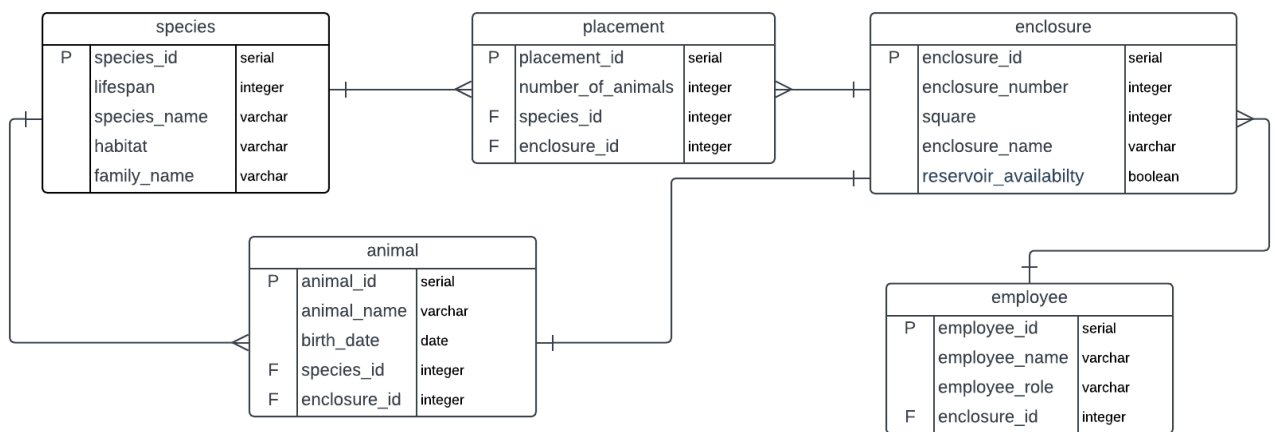 species
P species_id serial
lifespan integer
species_name varchar
habitat varchar
family_name varchar
placement
P placement_id serial
number_of_animals integer
F species_id integer
F enclosure_id integer
enclosure
P enclosure_id serial
enclosure_number integer
square integer
enclosure_name varchar
reservoir_availabilty boolean
animal
P animal_id serial
animal_name varchar
birth_date date
F species_id integer
F enclosure_id integer
employee
P employee_id serial
employee_name varchar
employee_role varchar
F enclosure_id integer